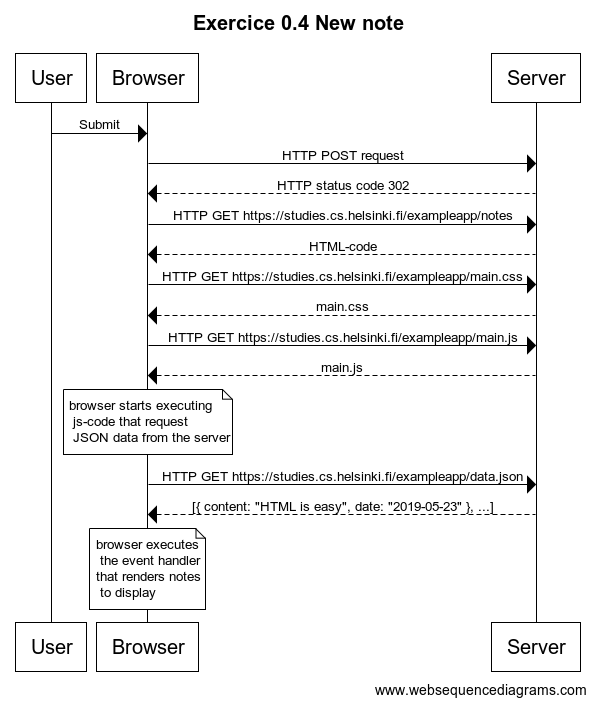 Exercice 0.4 New note
User
Browser
Server
Submit
HTTP POST request
HTTP status code 302
HTTP GET https://studies.cs.helsinki.fi/exampleapp/notes
HTML-code
HTTP GET https://studies.cs.helsinki.fi/exampleapp/main.css
main.css
HTTP GET https://studies.cs.helsinki.fi/exampleapp/main.js
main.js
browser starts executing
js-code that request
JSON data from the server
HTTP GET https://studies.cs.helsinki.fi/exampleapp/data.json
[{ content: "HTML is easy", date: "2019-05-23" }, ...]
browser executes
the event handler
that renders notes
to display
User
Browser
Server
www.websequencediagrams.com